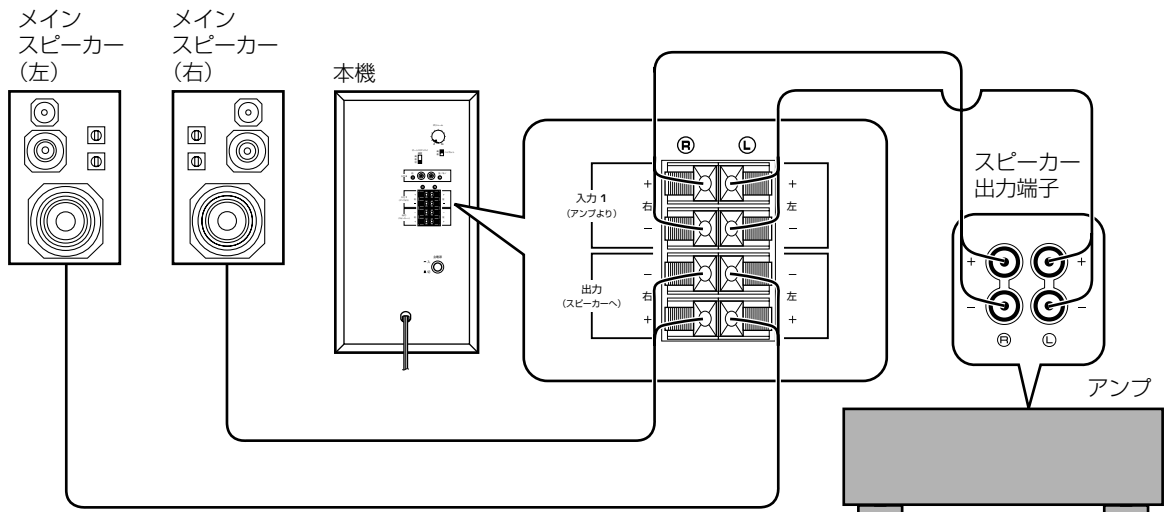 メイン
スピーカー
（左）
メイン
スピーカー
（右）
本機
Ⓡ Ⓛ
入力 1
（アンプより）
+
右
−
+
左
−
出力
（スピーカーへ）
−
右
+
−
左
+
スピーカー
出力端子
+ +
− −
Ⓡ Ⓛ
アンプ